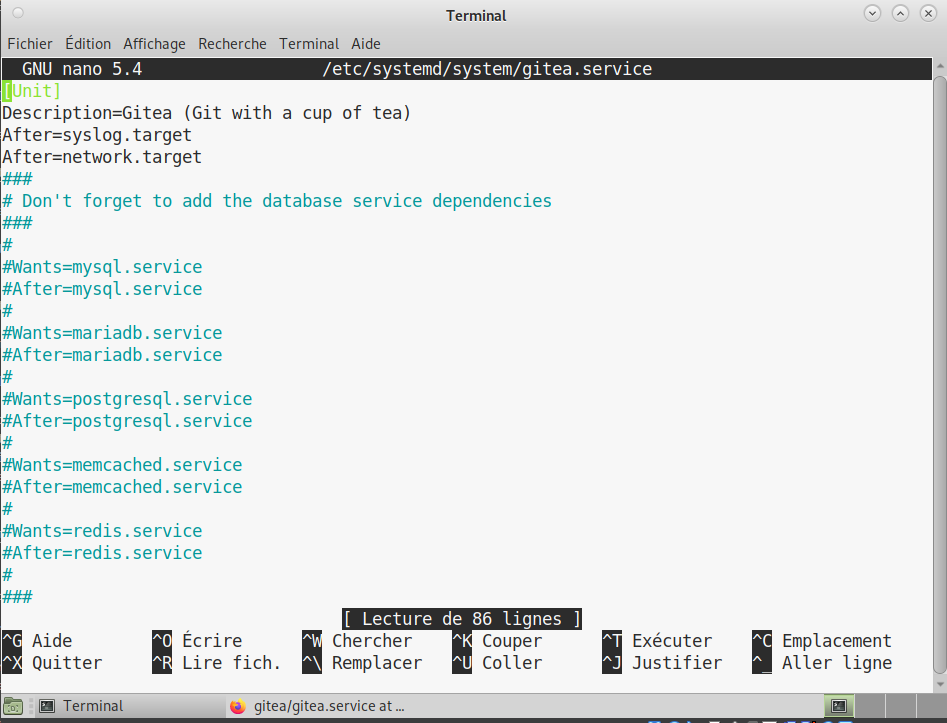 Terminal
Fichier Édition Affichage Recherche Terminal Aide
GNU nano 5.4 /etc/systemd/system/gitea.service
[Unit]
Description=Gitea (Git with a cup of tea)
After=syslog.target
After=network.target
###
# Don't forget to add the database service dependencies
###
#
#Wants=mysql.service
#After=mysql.service
#
#Wants=mariadb.service
#After=mariadb.service
#
#Wants=postgresql.service
#After=postgresql.service
#
#Wants=memcached.service
#After=memcached.service
#
#Wants=redis.service
#After=redis.service
#
###
[ Lecture de 86 lignes ]
^G Aide ^O Écrire ^W Chercher ^K Couper ^T Exécuter ^C Emplacement
^X Quitter ^R Lire fich. ^\ Remplacer ^U Coller ^J Justifier ^_ Aller ligne
Terminal gitea/gitea.service at ...